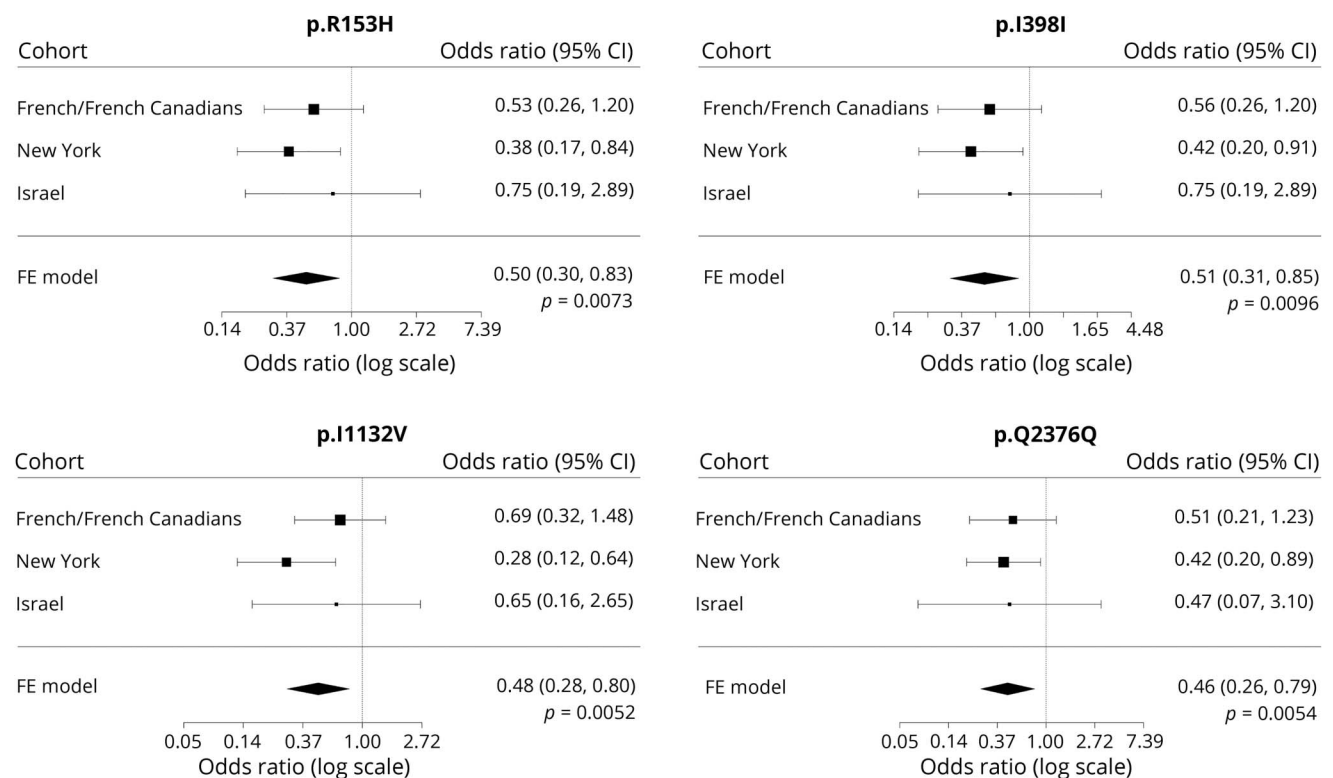 p.R153H
Cohort Odds ratio (95% CI)
French/French Canadians 0.53 (0.26, 1.20)
New York 0.38 (0.17, 0.84)
Israel 0.75 (0.19, 2.89)
FE model 0.50 (0.30, 0.83)
p = 0.0073
0.14 0.37 1.00 2.72 7.39
Odds ratio (log scale)
p.I398I
Cohort Odds ratio (95% CI)
French/French Canadians 0.56 (0.26, 1.20)
New York 0.42 (0.20, 0.91)
Israel 0.75 (0.19, 2.89)
FE model 0.51 (0.31, 0.85)
p = 0.0096
0.14 0.37 1.00 1.65 4.48
Odds ratio (log scale)
p.I1132V
Cohort Odds ratio (95% CI)
French/French Canadians 0.69 (0.32, 1.48)
New York 0.28 (0.12, 0.64)
Israel 0.65 (0.16, 2.65)
FE model 0.48 (0.28, 0.80)
p = 0.0052
0.05 0.14 0.37 1.00 2.72
Odds ratio (log scale)
p.Q2376Q
Cohort Odds ratio (95% CI)
French/French Canadians 0.51 (0.21, 1.23)
New York 0.42 (0.20, 0.89)
Israel 0.47 (0.07, 3.10)
FE model 0.46 (0.26, 0.79)
p = 0.0054
0.05 0.14 0.37 1.00 2.72 7.39
Odds ratio (log scale)